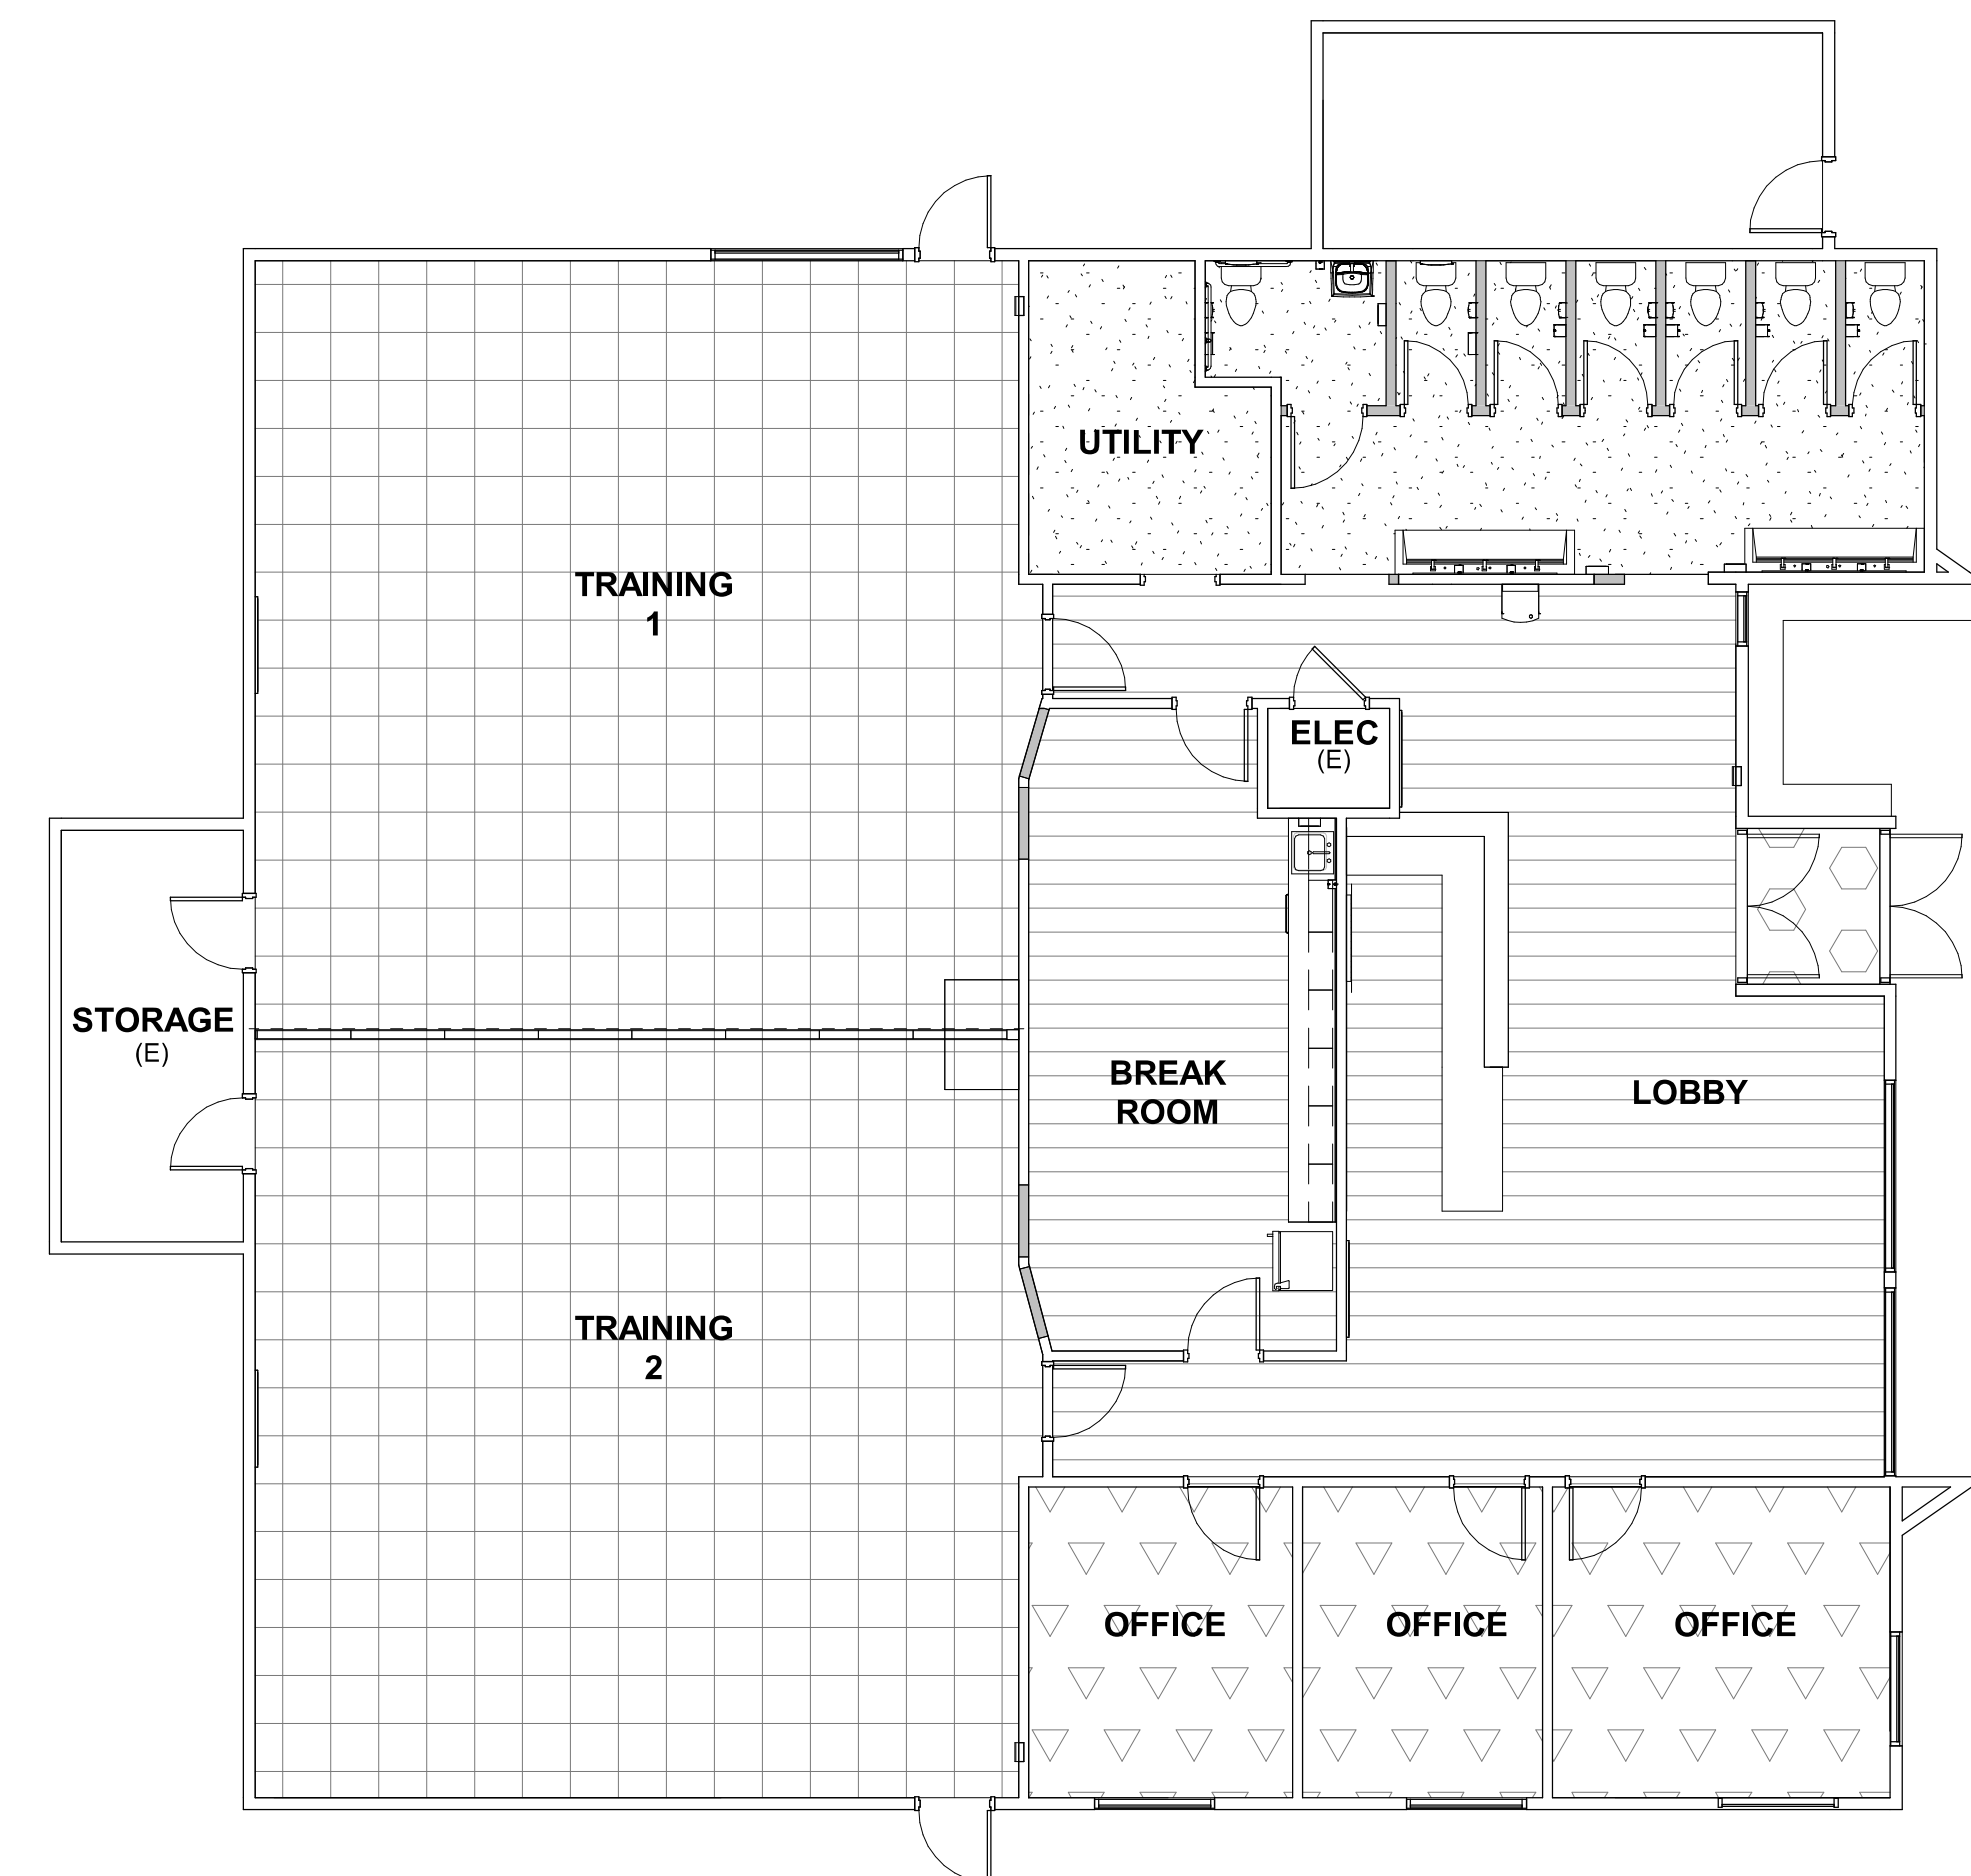 UTILITY
TRAINING
1
ELEC
(E)
STORAGE
(E)
BREAK
ROOM
LOBBY
TRAINING
2
OFFICE
OFFICE
OFFICE